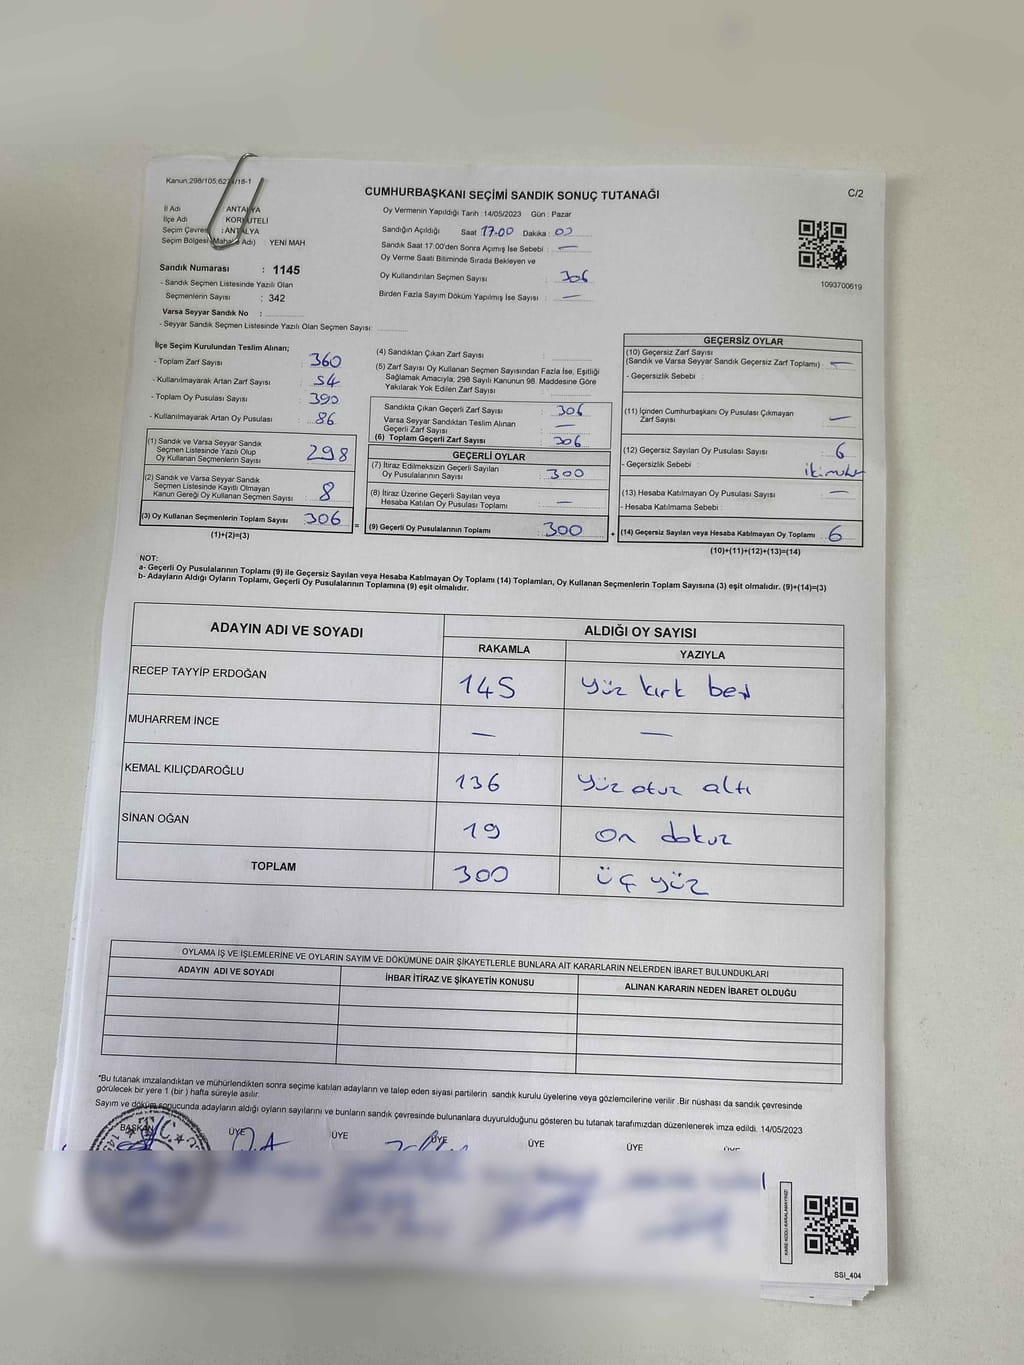 Kanun,298/105,627 /18-1
CUMHURBAŞKANI SEÇİMİ SANDIK SONUÇ TUTANAĞI
C/2
İl Adı : ANTALYA
İlçe Adı KORKUTELİ
Seçim Çevresi : ANTALYA
Seçim Bölgesi (Mahalle Adı) YENİ MAH
Sandık Numarası : 1145
- Sandık Seçmen Listesinde Yazılı Olan
Seçmenlerin Sayısı : 342
Varsa Seyyar Sandık No :
- Seyyar Sandık Seçmen Listesinde Yazılı Olan Seçmen Sayısı:
Oy Vermenin Yapıldığı Tarih :14/05/2023 Gün : Pazar
Sandığın Açıldığı Saat 17.00 Dakika : 00
Sandık Saat 17.00'den Sonra Açımış İse Sebebi : —
Oy Verme Saati Bitiminde Sırada Bekleyen ve
Oy Kullandırılan Seçmen Sayısı : 306
Birden Fazla Sayım Döküm Yapılmış İse Sayısı : —
1093700619
İlçe Seçim Kurulundan Teslim Alınan;
- Toplam Zarf Sayısı : 360
- Kullanılmayarak Artan Zarf Sayısı : 54
- Toplam Oy Pusulası Sayısı : 390
- Kullanılmayarak Artan Oy Pusulası : 86
(1) Sandık ve Varsa Seyyar Sandık
Seçmen Listesinde Yazılı Olup
Oy Kullanan Seçmenlerin Sayısı : 298
(2) Sandık ve Varsa Seyyar Sandık
Seçmen Listesinde Kayıtlı Olmayan
Kanun Gereği Oy Kullanan Seçmen Sayısı : 8
(3) Oy Kullanan Seçmenlerin Toplam Sayısı : 306
(1)+(2)=(3)
(4) Sandıktan Çıkan Zarf Sayısı :
(5) Zarf Sayısı Oy Kullanan Seçmen Sayısından Fazla İse, Eşitliği
Sağlamak Amacıyla, 298 Sayılı Kanunun 98. Maddesine Göre
Yakılarak Yok Edilen Zarf Sayısı :
Sandıkta Çıkan Geçerli Zarf Sayısı : 306
Varsa Seyyar Sandıktan Teslim Alınan
Geçerli Zarf Sayısı : —
(6) Toplam Geçerli Zarf Sayısı : 306
GEÇERLİ OYLAR
(7) İtiraz Edilmeksizin Geçerli Sayılan
Oy Pusulalarının Sayısı : 300
(8) İtiraz Üzerine Geçerli Sayılan veya
Hesaba Katılan Oy Pusulası Toplamı : —
= (9) Geçerli Oy Pusulalarının Toplamı : 300
GEÇERSİZ OYLAR
(10) Geçersiz Zarf Sayısı
(Sandık ve Varsa Seyyar Sandık Geçersiz Zarf Toplamı) : —
- Geçersizlik Sebebi :
(11) İçinden Cumhurbaşkanı Oy Pusulası Çıkmayan
Zarf Sayısı : —
(12) Geçersiz Sayılan Oy Pusulası Sayısı : 6
- Geçersizlik Sebebi :
(13) Hesaba Katılmayan Oy Pusulası Sayısı : —
- Hesaba Katılmama Sebebi :
+ (14) Geçersiz Sayılan veya Hesaba Katılmayan Oy Toplamı : 6
(10)+(11)+(12)+(13)=(14)
NOT:
a- Geçerli Oy Pusulalarının Toplamı (9) ile Geçersiz Sayılan veya Hesaba Katılmayan Oy Toplamı (14) Toplamları, Oy Kullanan Seçmenlerin Toplam Sayısına (3) eşit olmalıdır. (9)+(14)=(3)
b- Adayların Aldığı Oyların Toplamı, Geçerli Oy Pusulalarının Toplamına (9) eşit olmalıdır.
ADAYIN ADI VE SOYADI ALDIĞI OY SAYISI
RAKAMLA YAZIYLA
RECEP TAYYİP ERDOĞAN 145 yüz kırk beş
MUHARREM İNCE — —
KEMAL KILIÇDAROĞLU 136 yüz otuz altı
SİNAN OĞAN 19 on dokuz
TOPLAM 300 üç yüz
OYLAMA İŞ VE İŞLEMLERİNE VE OYLARIN SAYIM VE DÖKÜMÜNE DAİR ŞİKAYETLERLE BUNLARA AİT KARARLARIN NELERDEN İBARET BULUNDUKLARI
ADAYIN ADI VE SOYADI İHBAR İTİRAZ VE ŞİKAYETİN KONUSU ALINAN KARARIN NEDEN İBARET OLDUĞU
"Bu tutanak imzalandıktan ve mühürlendikten sonra seçime katılan adayların ve talep eden siyasi partilerin sandık kurulu üyelerine veya gözlemcilerine verilir .Bir nüshası da sandık çevresinde
görülecek bir yere 1 (bir ) hafta süreyle asılır.
Sayım ve döküm sonucunda adayların aldığı oyların sayılarını ve bunların sandık çevresinde bulunanlara duyurulduğunu gösteren bu tutanak tarafımızdan düzenlenerek imza edildi. 14/05/2023
BAŞKAN ÜYE ÜYE ÜYE ÜYE ÜYE ÜYE
KARE KODU KARALAMAYINIZ!
SSI_404